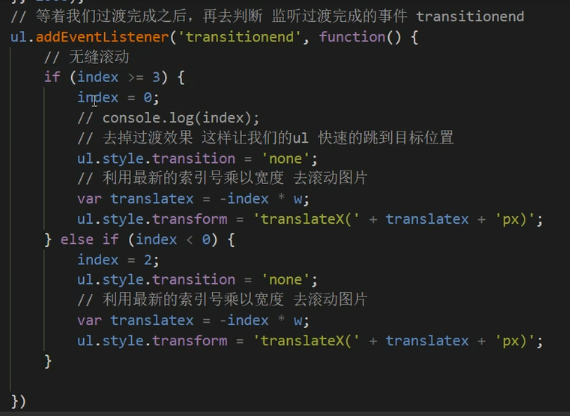 // 等着我们过渡完成之后，再去判断 监听过渡完成的事件 transitionend
ul.addEventListener('transitionend', function() {
// 无缝滚动
if (index >= 3) {
index = 0;
// console.log(index);
// 去掉过渡效果 这样让我们的ul 快速的跳到目标位置
ul.style.transition = 'none';
// 利用最新的索引号乘以宽度 去滚动图片
var translatex = -index * w;
ul.style.transform = 'translateX(' + translatex + 'px)';
} else if (index < 0) {
index = 2;
ul.style.transition = 'none';
// 利用最新的索引号乘以宽度 去滚动图片
var translatex = -index * w;
ul.style.transform = 'translateX(' + translatex + 'px)';
}
})